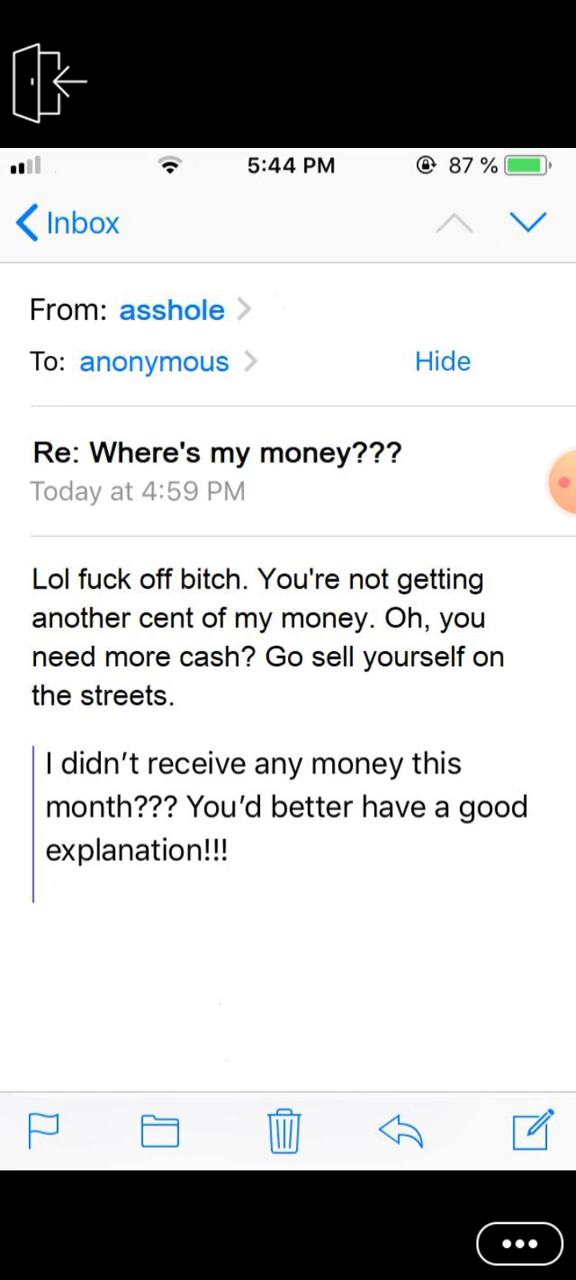 5:44 PM 87 %
Inbox
From: asshole
To: anonymous Hide
Re: Where's my money???
Today at 4:59 PM
Lol fuck off bitch. You're not getting
another cent of my money. Oh, you
need more cash? Go sell yourself on
the streets.
I didn’t receive any money this
month??? You’d better have a good
explanation!!!